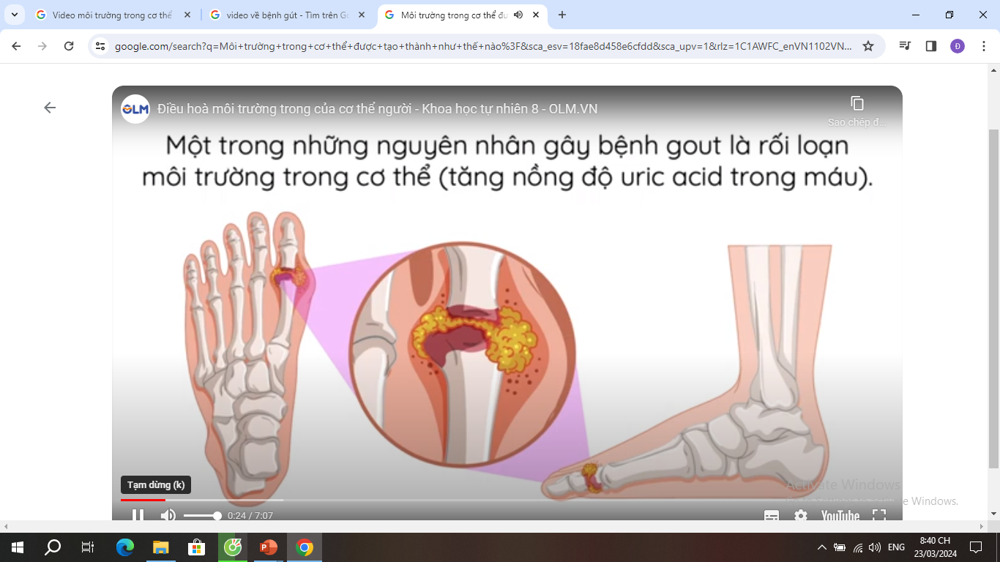 Video môi trường trong cơ thể
video về bệnh gút - Tìm trên Go
Môi trường trong cơ thể đư
google.com/search?q=Môi+trường+trong+cơ+thể+được+tạo+thành+như+thế+nào%3F&sca_esv=18fae8d458e6cfdd&sca_upv=1&rlz=1C1AWFC_enVN1102VN...
Đ
OLM
Điều hoà môi trường trong của cơ thể người - Khoa học tự nhiên 8 - OLM.VN
Sao chép đ...
Một trong những nguyên nhân gây bệnh gout là rối loạn
môi trường trong cơ thể (tăng nồng độ uric acid trong máu).
Tạm dừng (k)
0:24 / 7:07
YouTube
Activate Windows
e Windows.
ENG
8:40 CH
23/03/2024